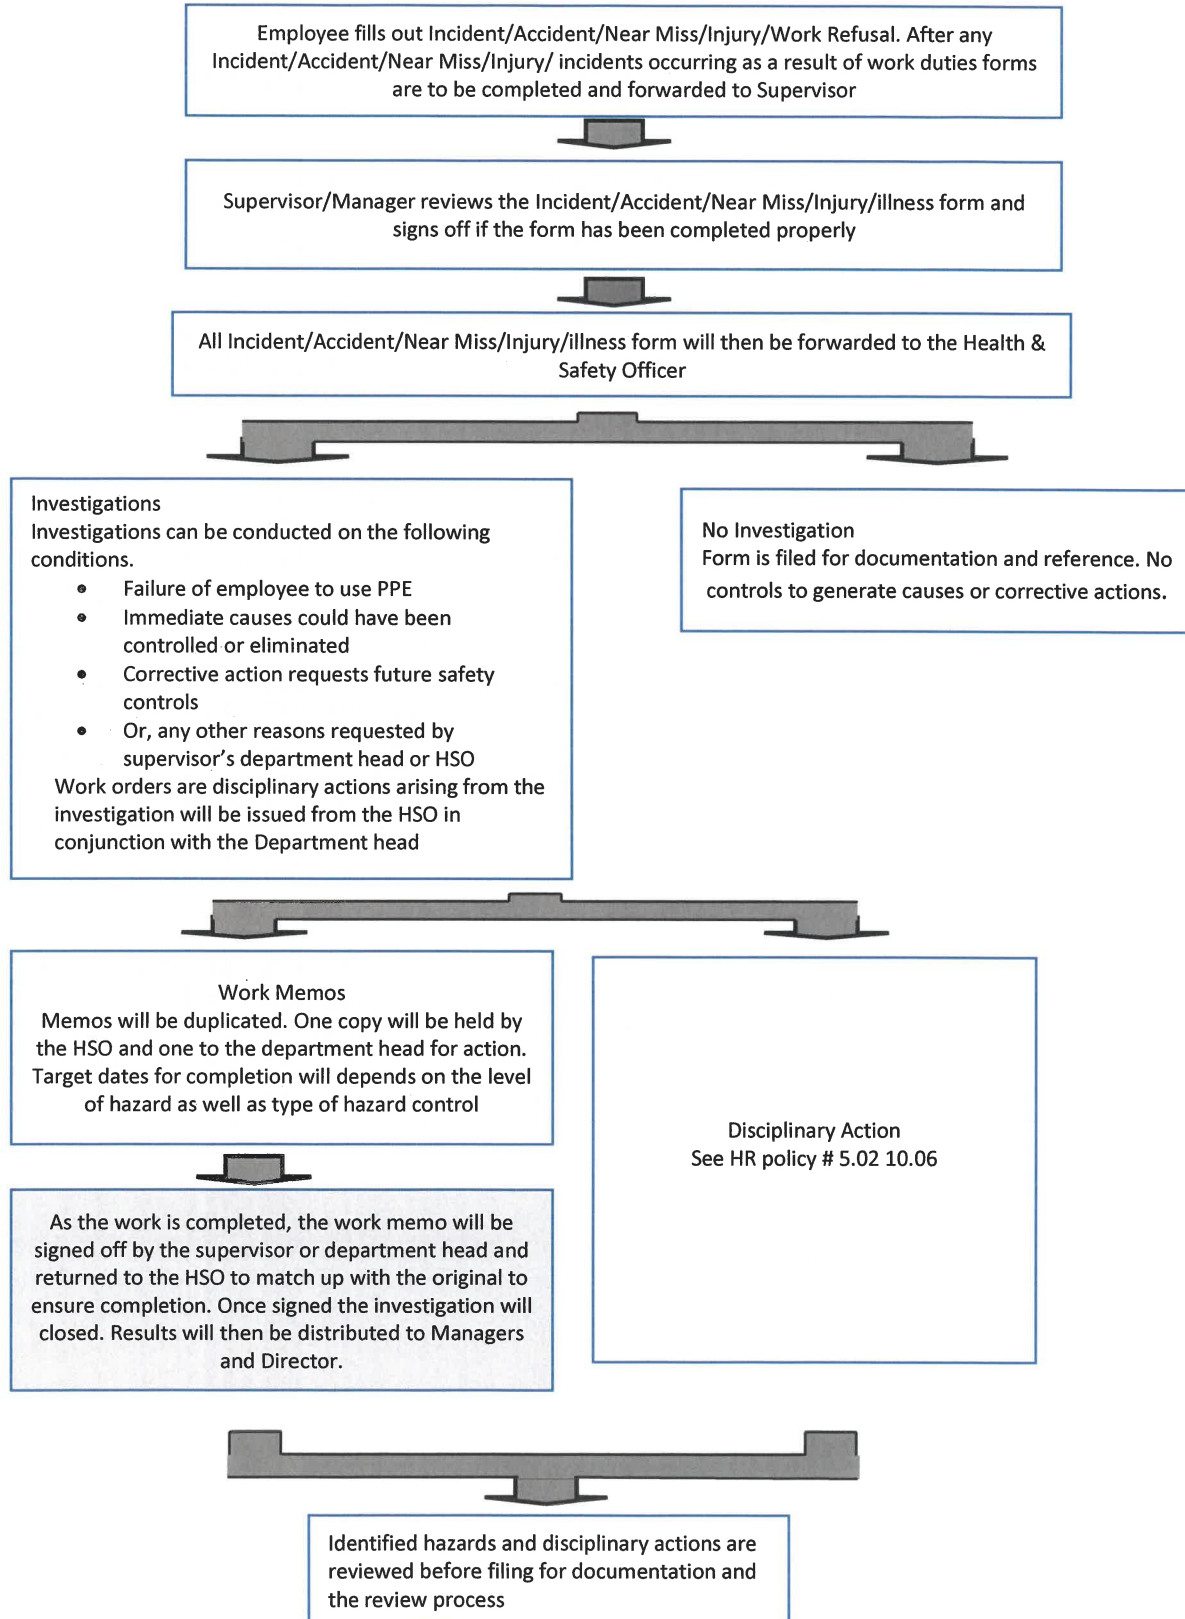 Employee fills out Incident/Accident/Near Miss/Injury/Work Refusal. After any
Incident/Accident/Near Miss/Injury/ incidents occurring as a result of work duties forms
are to be completed and forwarded to Supervisor
Supervisor/Manager reviews the Incident/Accident/Near Miss/Injury/illness form and
signs off if the form has been completed properly
All Incident/Accident/Near Miss/Injury/illness form will then be forwarded to the Health &
Safety Officer
Investigations
Investigations can be conducted on the following
conditions.
• Failure of employee to use PPE
• Immediate causes could have been
controlled or eliminated
• Corrective action requests future safety
controls
• Or, any other reasons requested by
supervisor's department head or HSO
Work orders are disciplinary actions arising from the
investigation will be issued from the HSO in
conjunction with the Department head
No Investigation
Form is filed for documentation and reference. No
controls to generate causes or corrective actions.
Work Memos
Memos will be duplicated. One copy will be held by
the HSO and one to the department head for action.
Target dates for completion will depends on the level
of hazard as well as type of hazard control
Disciplinary Action
See HR policy # 5.02 10.06
As the work is completed, the work memo will be
signed off by the supervisor or department head and
returned to the HSO to match up with the original to
ensure completion. Once signed the investigation will
closed. Results will then be distributed to Managers
and Director.
Identified hazards and disciplinary actions are
reviewed before filing for documentation and
the review process